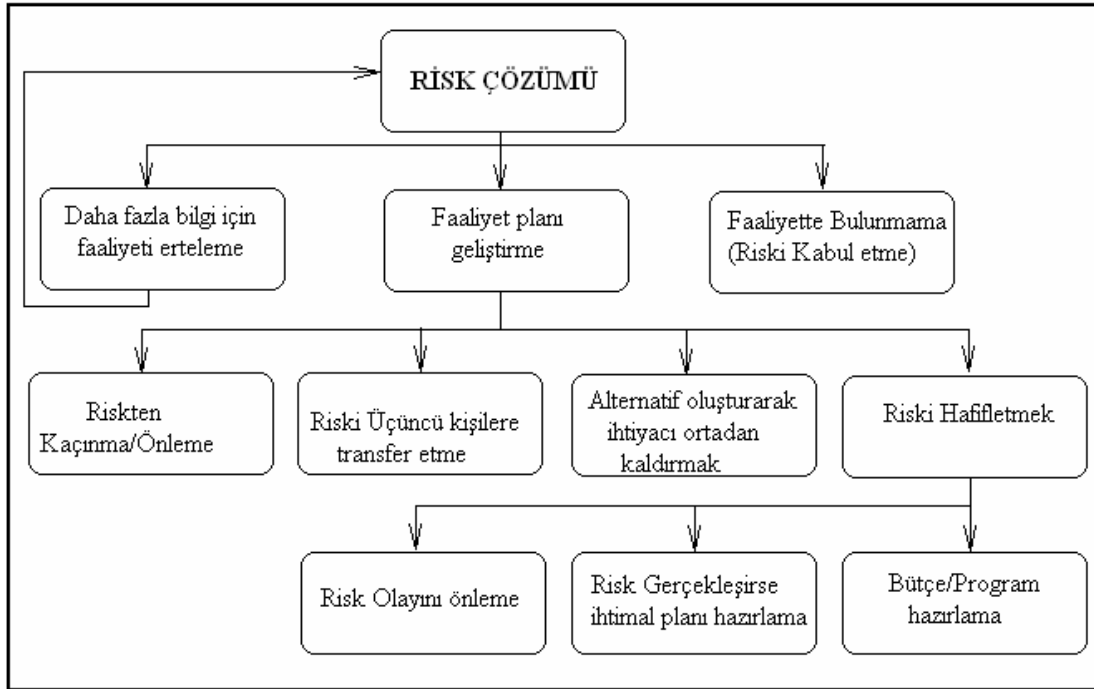 RİSK ÇÖZÜMÜ
Daha fazla bilgi için
faaliyeti erteleme
Faaliyet planı
geliştirme
Faaliyette Bulunmama
(Riski Kabul etme)
Riskten
Kaçınma/Önleme
Riski Üçüncü kişilere
transfer etme
Alternatif oluşturarak
ihtiyacı ortadan
kaldırmak
Riski Hafifletmek
Risk Olayını önleme
Risk Gerçekleşirse
ihtimal planı hazırlama
Bütçe/Program
hazırlama